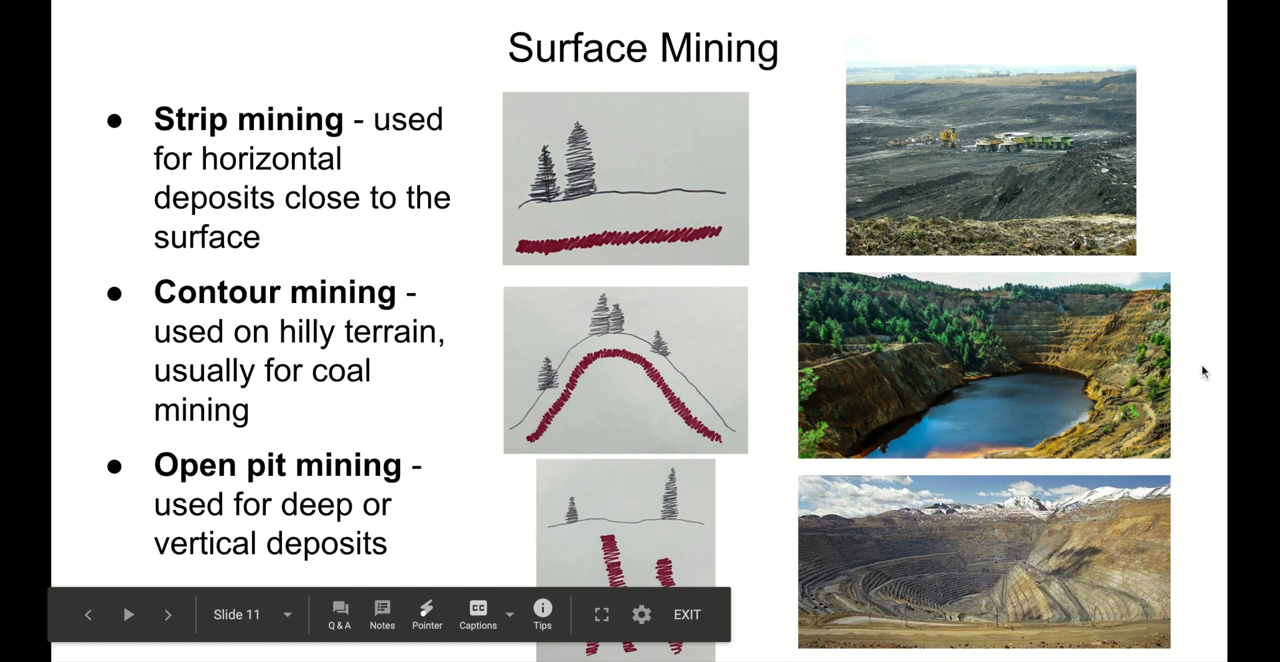 Surface Mining
● Strip mining - used
for horizontal
deposits close to the
surface
● Contour mining -
used on hilly terrain,
usually for coal
mining
● Open pit mining -
used for deep or
vertical deposits
Slide 11
Q & A
Notes
Pointer
CC
Captions
Tips
EXIT